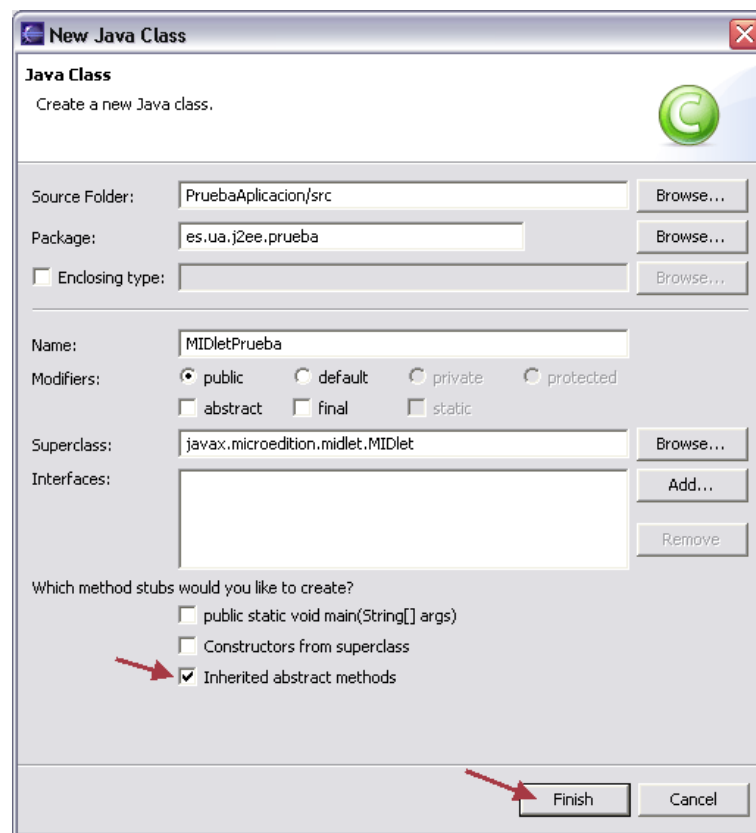 New Java Class
Java Class
Create a new Java class.
Source Folder: PruebaAplicacion/src Browse...
Package: es.ua.j2ee.prueba Browse...
Enclosing type: Browse...
Name: MIDletPrueba
Modifiers: public default private protected
abstract final static
Superclass: javax.microedition.midlet.MIDlet Browse...
Interfaces: Add...
Remove
Which method stubs would you like to create?
public static void main(String[] args)
Constructors from superclass
Inherited abstract methods
Finish Cancel